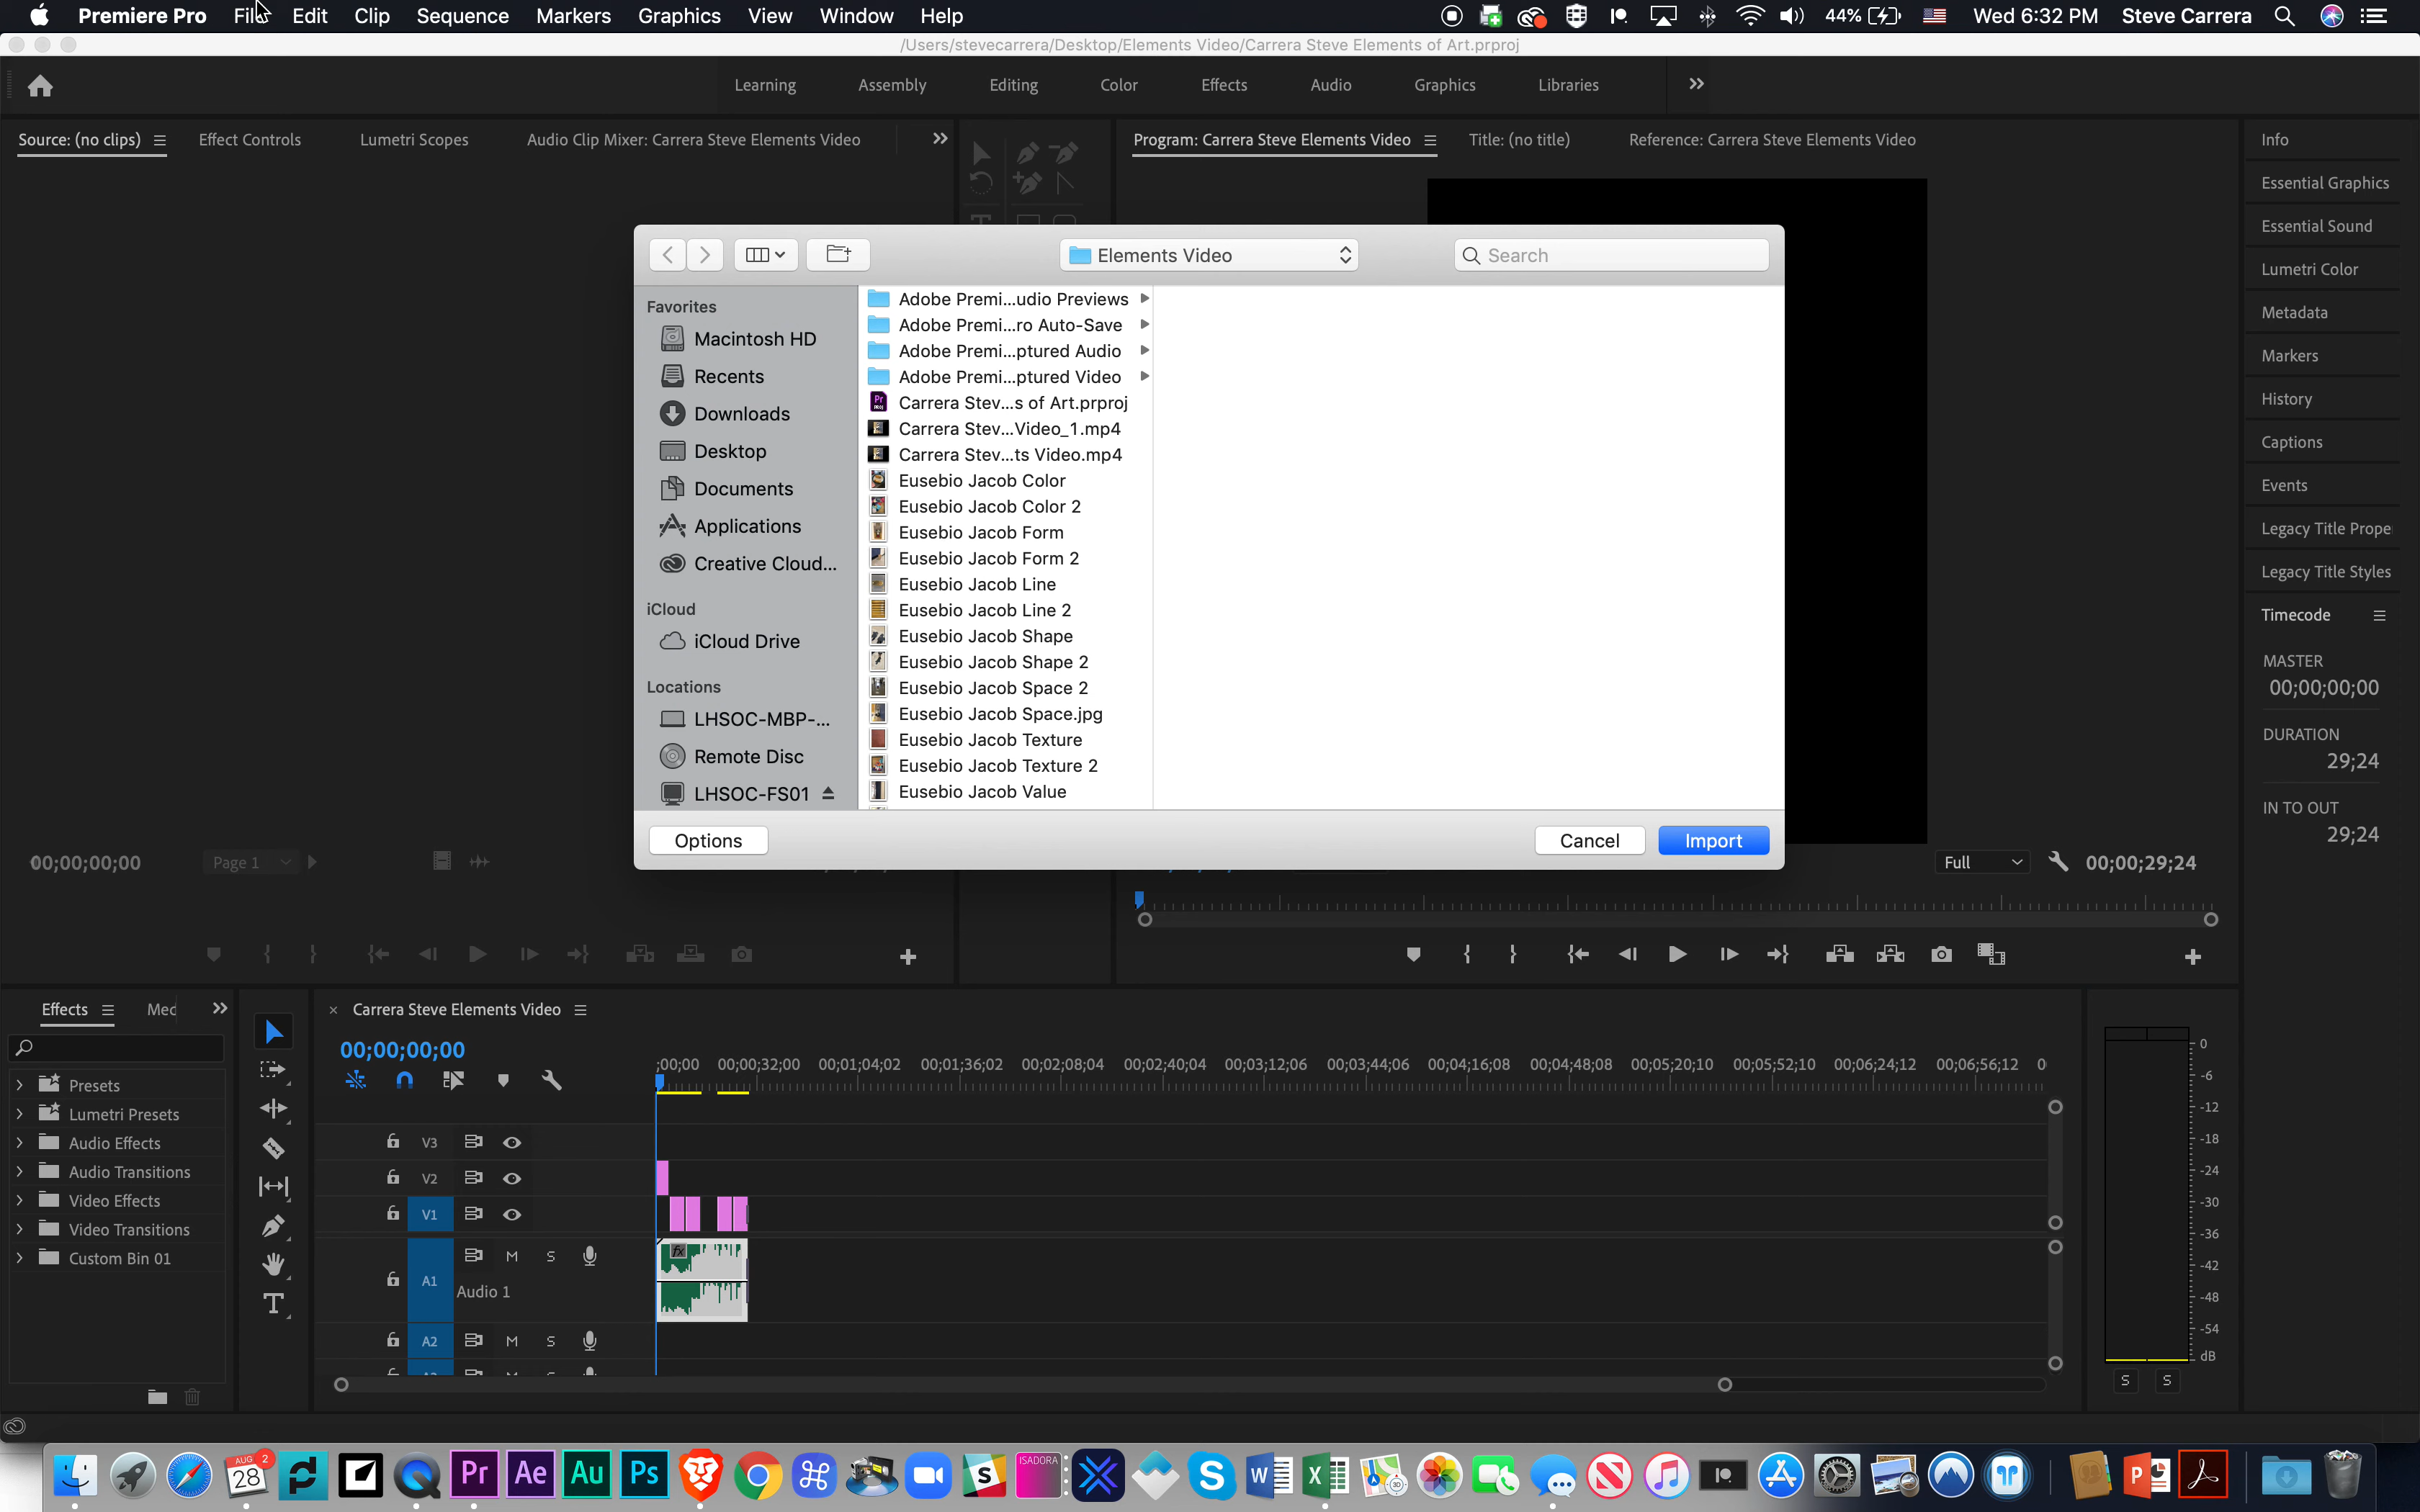 Premiere Pro File Edit Clip Sequence Markers Graphics View Window Help 44% Wed 6:32 PM Steve Carrera
/Users/stevecarrera/Desktop/Elements Video/Carrera Steve Elements of Art.prproj
Learning Assembly Editing Color Effects Audio Graphics Libraries
Source: (no clips) Effect Controls Lumetri Scopes Audio Clip Mixer: Carrera Steve Elements Video
Program: Carrera Steve Elements Video Title: (no title) Reference: Carrera Steve Elements Video
Info
Essential Graphics
Essential Sound
Lumetri Color
Metadata
Markers
History
Captions
Events
Legacy Title Prope
Legacy Title Styles
Timecode
MASTER
00;00;00;00
DURATION
29;24
IN TO OUT
29;24
Elements Video
Search
Favorites
Macintosh HD
Recents
Downloads
Desktop
Documents
Applications
Creative Cloud...
iCloud
iCloud Drive
Locations
LHSOC-MBP-...
Remote Disc
LHSOC-FS01
Adobe Premi...udio Previews
Adobe Premi...ro Auto-Save
Adobe Premi...ptured Audio
Adobe Premi...ptured Video
Carrera Stev...s of Art.prproj
Carrera Stev...Video_1.mp4
Carrera Stev...ts Video.mp4
Eusebio Jacob Color
Eusebio Jacob Color 2
Eusebio Jacob Form
Eusebio Jacob Form 2
Eusebio Jacob Line
Eusebio Jacob Line 2
Eusebio Jacob Shape
Eusebio Jacob Shape 2
Eusebio Jacob Space 2
Eusebio Jacob Space.jpg
Eusebio Jacob Texture
Eusebio Jacob Texture 2
Eusebio Jacob Value
Options Cancel Import
00;00;00;00 Page 1
Full 00;00;29;24
Effects Med
Presets
Lumetri Presets
Audio Effects
Audio Transitions
Video Effects
Video Transitions
Custom Bin 01
Carrera Steve Elements Video
00;00;00;00
;00;00 00;00;32;00 00;01;04;02 00;01;36;02 00;02;08;04 00;02;40;04 00;03;12;06 00;03;44;06 00;04;16;08 00;04;48;08 00;05;20;10 00;05;52;10 00;06;24;12 00;06;56;12 0
V3
V2
V1
fx
A1 M S
Audio 1
A2 M S
0
-6
-12
-18
-24
-30
-36
-42
-48
-54
dB
S S
AUG 28 2
Pr Ae Au Ps
ISADORA